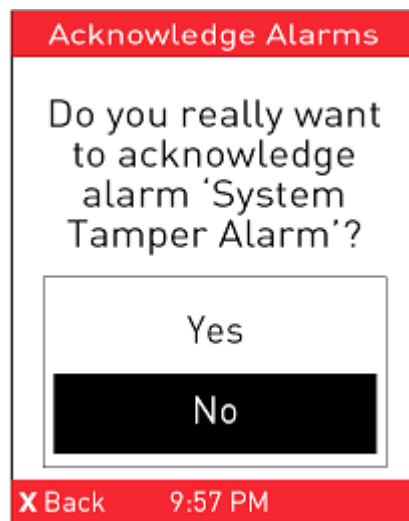 Acknowledge Alarms
Do you really want
to acknowledge
alarm ‘System
Tamper Alarm’?
Yes
No
X Back 9:57 PM